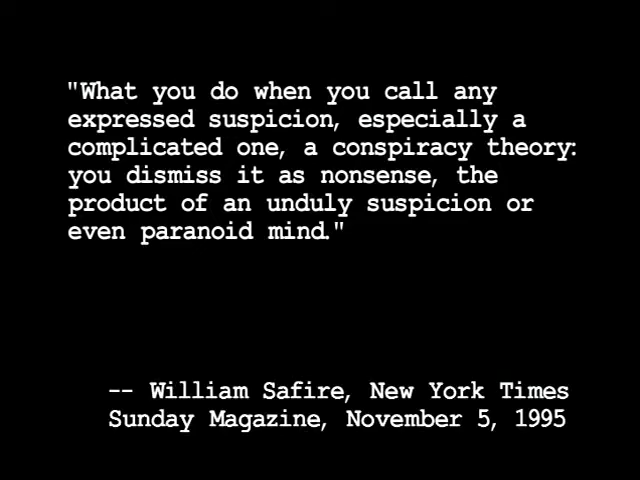 "What you do when you call any
expressed suspicion, especially a
complicated one, a conspiracy theory:
you dismiss it as nonsense, the
product of an unduly suspicion or
even paranoid mind."
-- William Safire, New York Times
Sunday Magazine, November 5, 1995